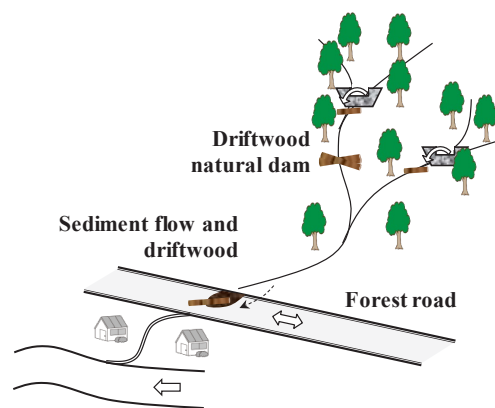 Driftwood
natural dam
Sediment flow and
driftwood
Forest road